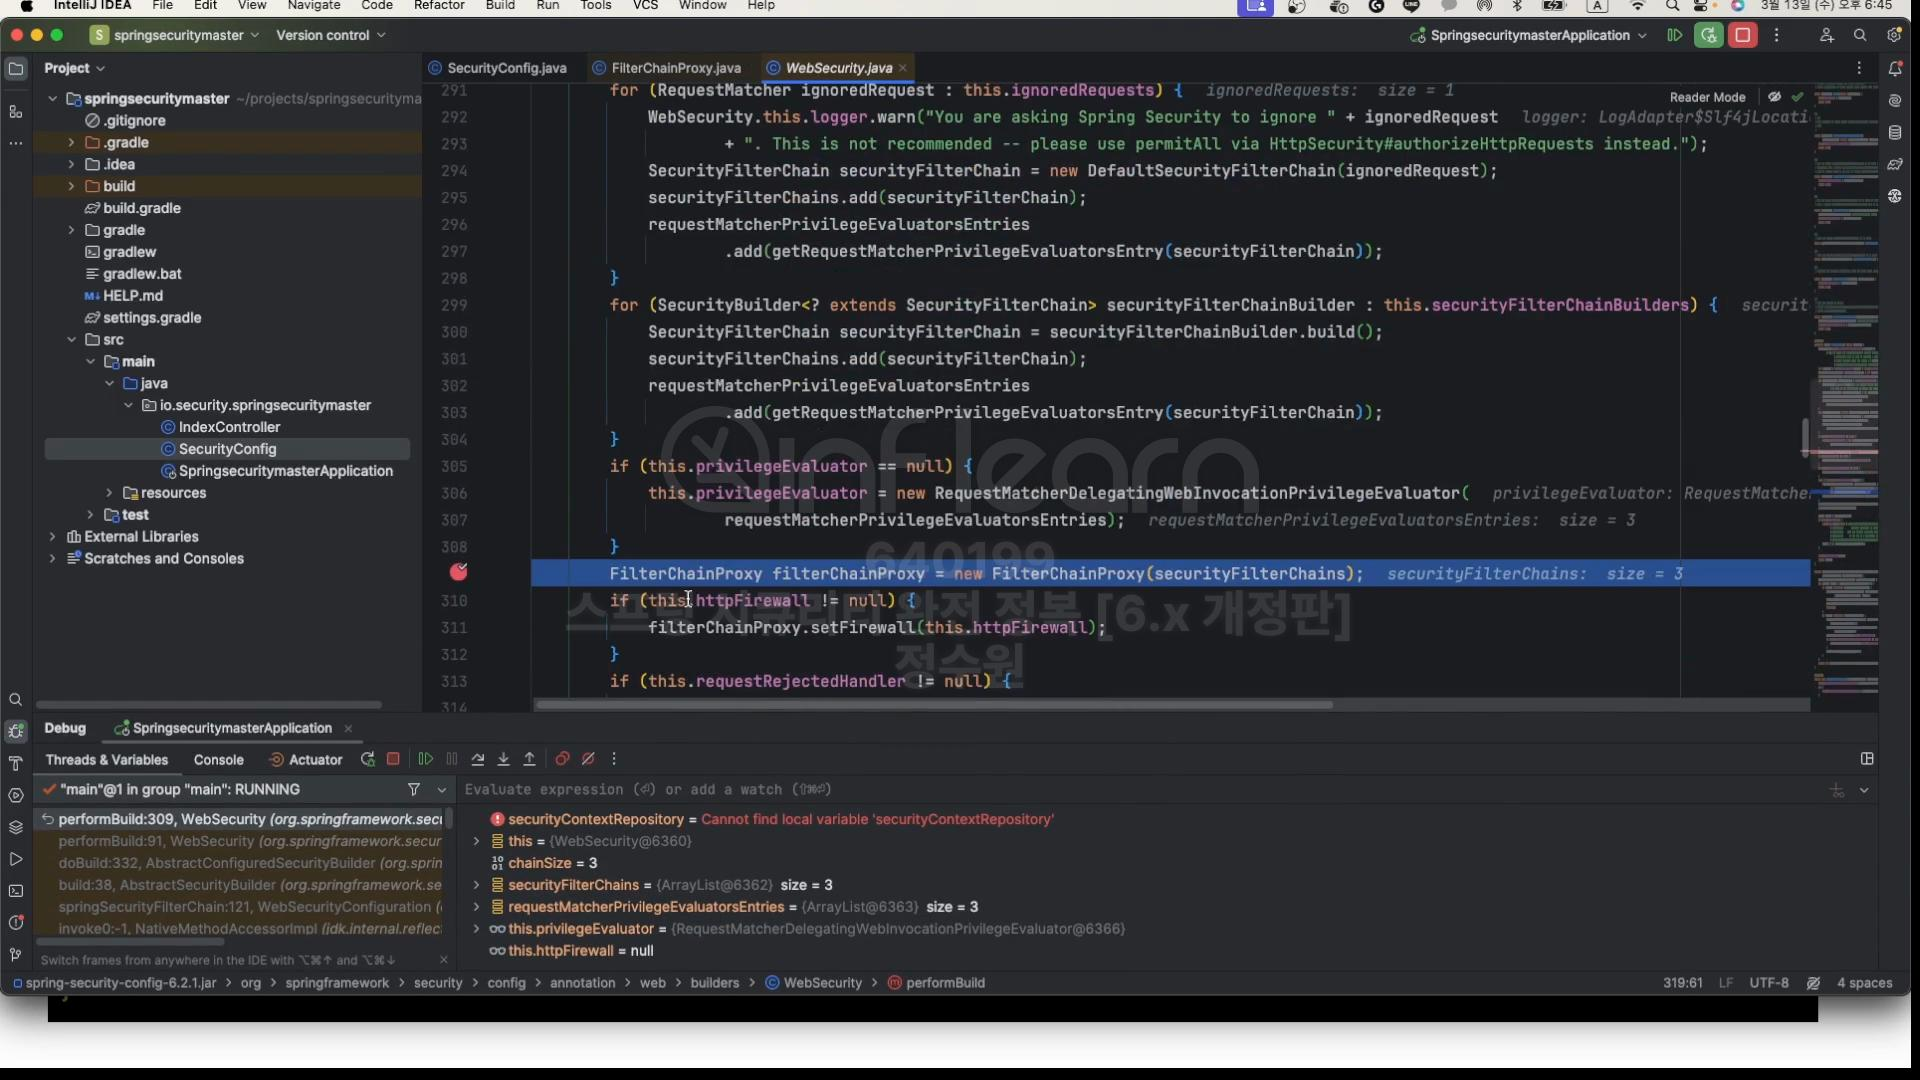 IntelliJ IDEA File Edit View Navigate Code Refactor Build Run Tools VCS Window Help
A 3월 13일 (수) 오후 6:45
S springsecuritymaster Version control
SpringsecuritymasterApplication
Project
springsecuritymaster ~/projects/springsecurityma
.gitignore
.gradle
.idea
build
build.gradle
gradle
gradlew
gradlew.bat
HELP.md
settings.gradle
src
main
java
io.security.springsecuritymaster
IndexController
SecurityConfig
SpringsecuritymasterApplication
resources
test
External Libraries
Scratches and Consoles
SecurityConfig.java FilterChainProxy.java WebSecurity.java
Reader Mode
291 for (RequestMatcher ignoredRequest : this.ignoredRequests) { ignoredRequests: size = 1
292 WebSecurity.this.logger.warn("You are asking Spring Security to ignore " + ignoredRequest logger: LogAdapter$Slf4jLocati
293 + ". This is not recommended -- please use permitAll via HttpSecurity#authorizeHttpRequests instead.");
294 SecurityFilterChain securityFilterChain = new DefaultSecurityFilterChain(ignoredRequest);
295 securityFilterChains.add(securityFilterChain);
296 requestMatcherPrivilegeEvaluatorsEntries
297 .add(getRequestMatcherPrivilegeEvaluatorsEntry(securityFilterChain));
298 }
299 for (SecurityBuilder<? extends SecurityFilterChain> securityFilterChainBuilder : this.securityFilterChainBuilders) { securit
300 SecurityFilterChain securityFilterChain = securityFilterChainBuilder.build();
301 securityFilterChains.add(securityFilterChain);
302 requestMatcherPrivilegeEvaluatorsEntries
303 .add(getRequestMatcherPrivilegeEvaluatorsEntry(securityFilterChain));
304 }
305 if (this.privilegeEvaluator == null) {
306 this.privilegeEvaluator = new RequestMatcherDelegatingWebInvocationPrivilegeEvaluator( privilegeEvaluator: RequestMatche
307 requestMatcherPrivilegeEvaluatorsEntries); requestMatcherPrivilegeEvaluatorsEntries: size = 3
308 }
FilterChainProxy filterChainProxy = new FilterChainProxy(securityFilterChains); securityFilterChains: size = 3
310 if (this.httpFirewall != null) {
311 filterChainProxy.setFirewall(this.httpFirewall);
312 }
313 if (this.requestRejectedHandler != null) {
314
inflearn
640199
스프링 시큐리티 완전 정복 [6.x 개정판]
정수원
Debug SpringsecuritymasterApplication
Threads & Variables Console Actuator
"main"@1 in group "main": RUNNING
performBuild:309, WebSecurity (org.springframework.secu
performBuild:91, WebSecurity (org.springframework.secur
doBuild:332, AbstractConfiguredSecurityBuilder (org.sprin
build:38, AbstractSecurityBuilder (org.springframework.se
springSecurityFilterChain:121, WebSecurityConfiguration (
invoke0:-1, NativeMethodAccessorImpl (jdk.internal.reflec
Switch frames from anywhere in the IDE with ⌥⌘↑ and ⌥⌘↓
Evaluate expression (⏎) or add a watch (⇧⌘⏎)
securityContextRepository = Cannot find local variable 'securityContextRepository'
this = {WebSecurity@6360}
chainSize = 3
securityFilterChains = {ArrayList@6362} size = 3
requestMatcherPrivilegeEvaluatorsEntries = {ArrayList@6363} size = 3
this.privilegeEvaluator = {RequestMatcherDelegatingWebInvocationPrivilegeEvaluator@6366}
this.httpFirewall = null
spring-security-config-6.2.1.jar > org > springframework > security > config > annotation > web > builders > WebSecurity > performBuild
319:61 LF UTF-8 4 spaces